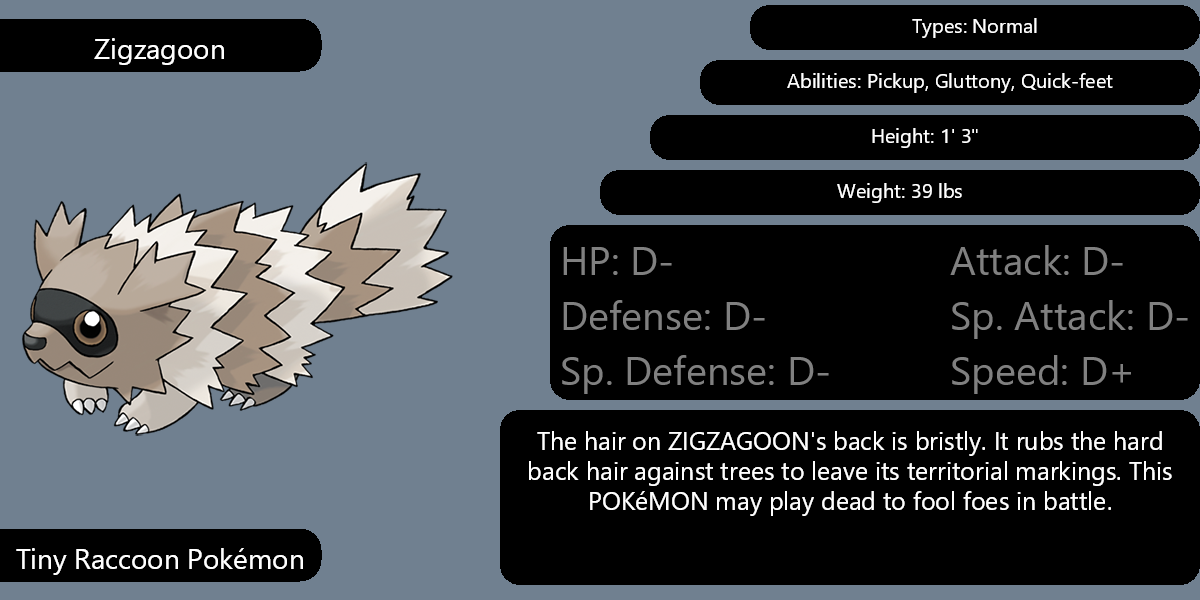 Zigzagoon
Types: Normal
Abilities: Pickup, Gluttony, Quick-feet
Height: 1' 3"
Weight: 39 lbs
HP: D-
Attack: D-
Defense: D-
Sp. Attack: D-
Sp. Defense: D-
Speed: D+
The hair on ZIGZAGOON's back is bristly. It rubs the hard
back hair against trees to leave its territorial markings. This
POKéMON may play dead to fool foes in battle.
Tiny Raccoon Pokémon